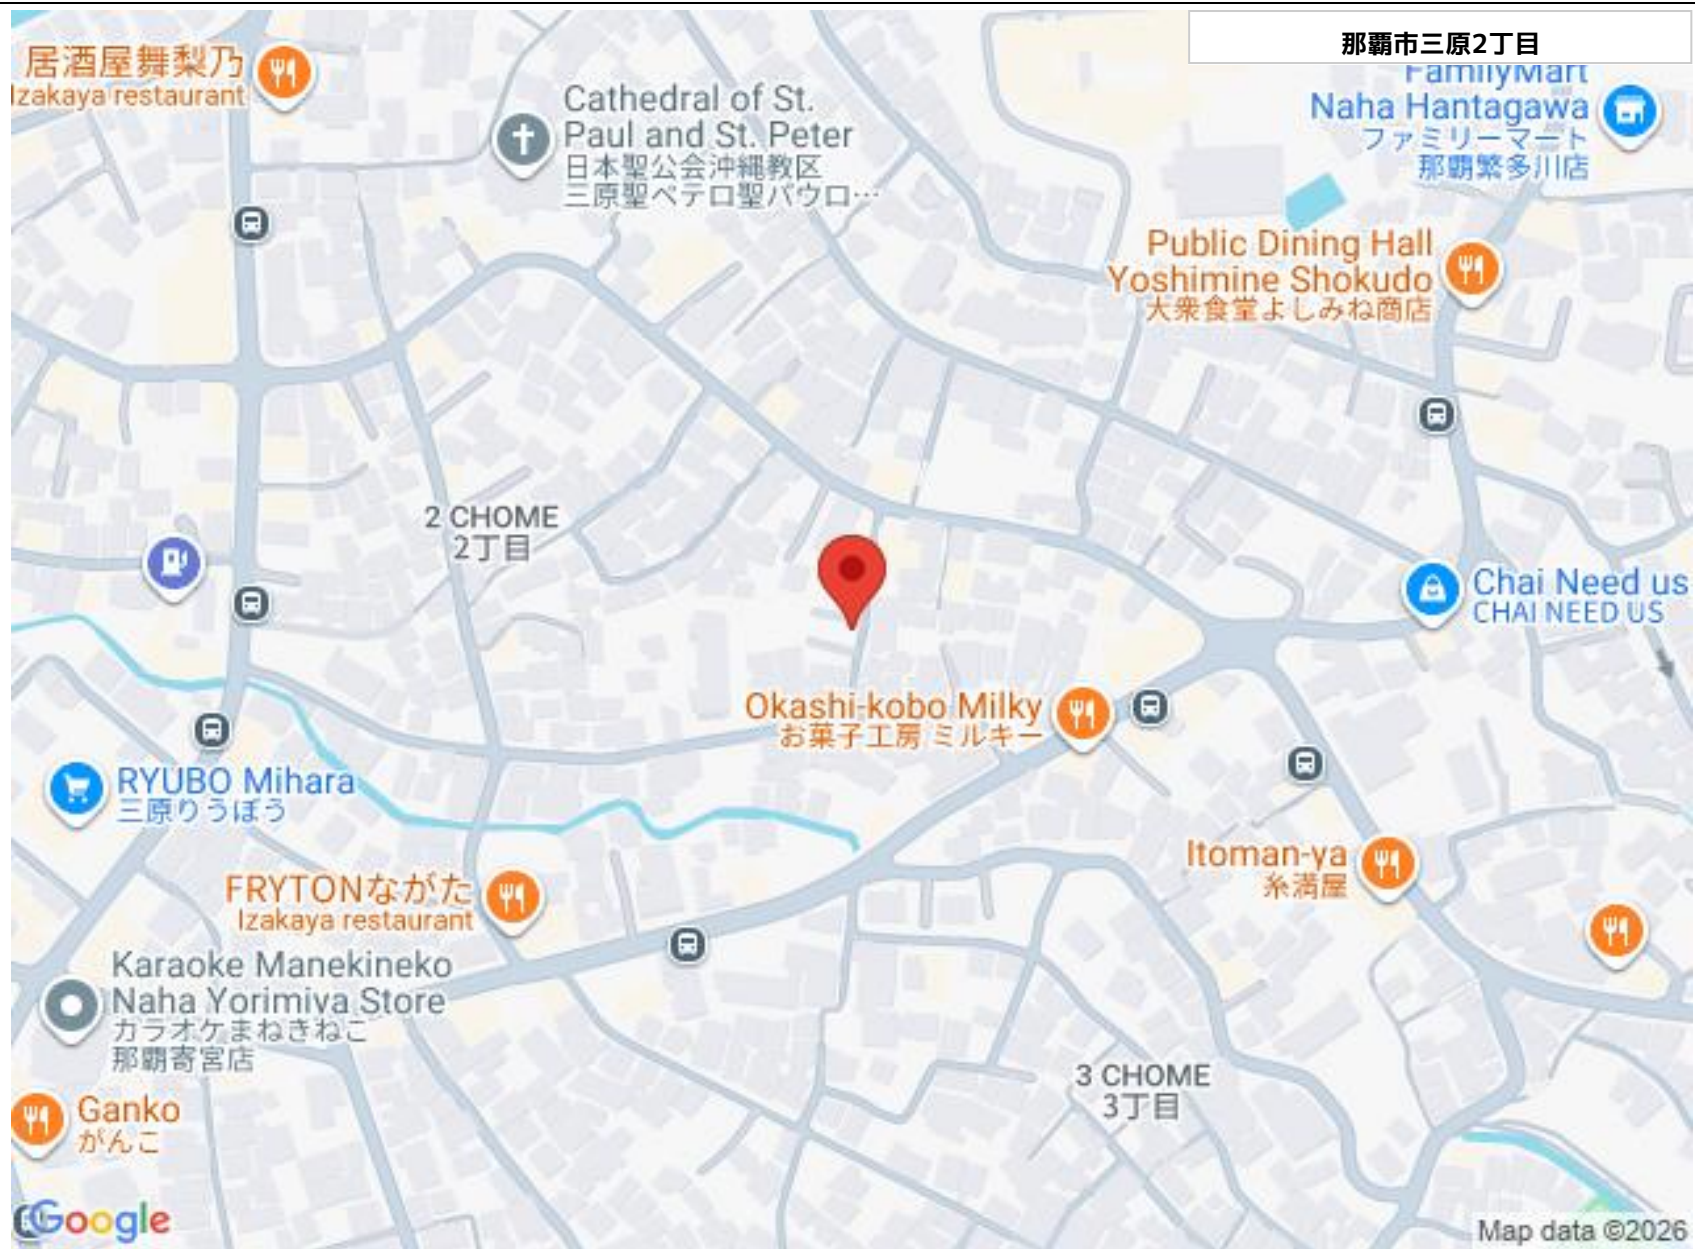 那覇市三原2丁目
居酒屋舞梨乃
Izakaya restaurant
Cathedral of St.
Paul and St. Peter
日本聖公会沖縄教区
三原聖ペテロ聖パウロ…
FamilyMart
Naha Hantagawa
ファミリーマート
那覇繁多川店
Public Dining Hall
Yoshimine Shokudo
大衆食堂よしみね商店
2 CHOME
2丁目
Chai Need us
CHAI NEED US
Okashi-kobo Milky
お菓子工房 ミルキー
RYUBO Mihara
三原りうぼう
Itoman-ya
糸満屋
FRYTONながた
Izakaya restaurant
Karaoke Manekineko
Naha Yorimiya Store
カラオケまねきねこ
那覇寄宮店
3 CHOME
3丁目
Ganko
がんこ
Google
Map data ©2026